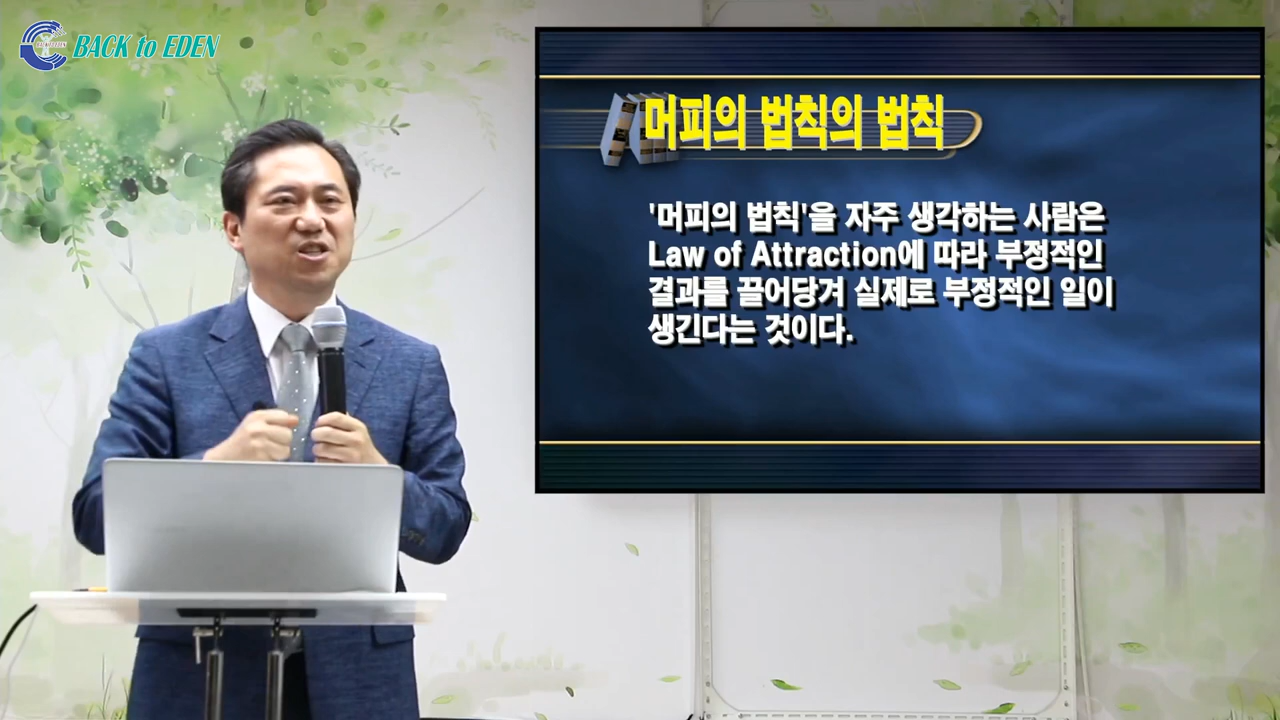 BACK to EDEN
머피의 법칙의 법칙
'머피의 법칙'을 자주 생각하는 사람은
Law of Attraction에 따라 부정적인
결과를 끌어당겨 실제로 부정적인 일이
생긴다는 것이다.